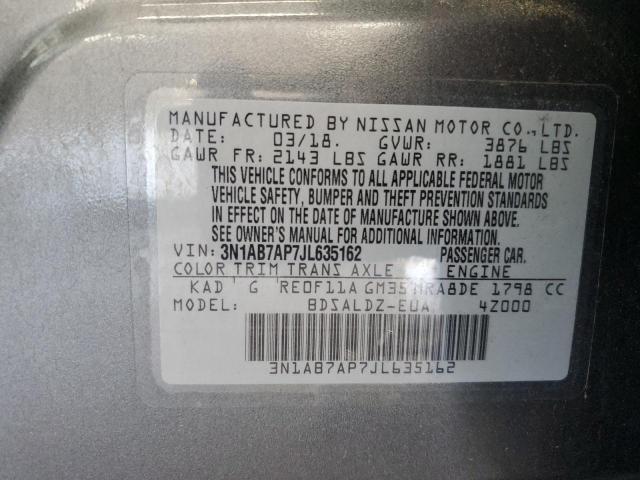 MANUFACTURED BY NISSAN MOTOR CO.,LTD.
DATE: 03/18. GVWR: 3876 LBS
GAWR FR: 2143 LBS GAWR RR: 1881 LBS
THIS VEHICLE CONFORMS TO ALL APPLICABLE FEDERAL MOTOR
VEHICLE SAFETY, BUMPER AND THEFT PREVENTION STANDARDS
IN EFFECT ON THE DATE OF MANUFACTURE SHOWN ABOVE.
SEE OWNER'S MANUAL FOR ADDITIONAL INFORMATION.
VIN: 3N1AB7AP7JL635162 PASSENGER CAR.
COLOR TRIM TRANS AXLE ENGINE
KAD G RE0F11A GM35 MRA8DE 1798 CC
MODEL: BDSALDZ-EUA 4Z000
3N1AB7AP7JL635162